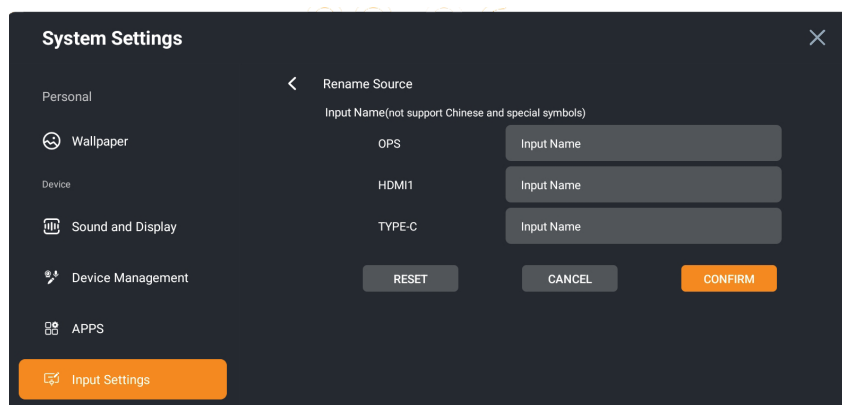 System Settings
Personal
Wallpaper
Device
Sound and Display
Device Management
APPS
Input Settings
Rename Source
Input Name(not support Chinese and special symbols)
OPS Input Name
HDMI1 Input Name
TYPE-C Input Name
RESET CANCEL CONFIRM